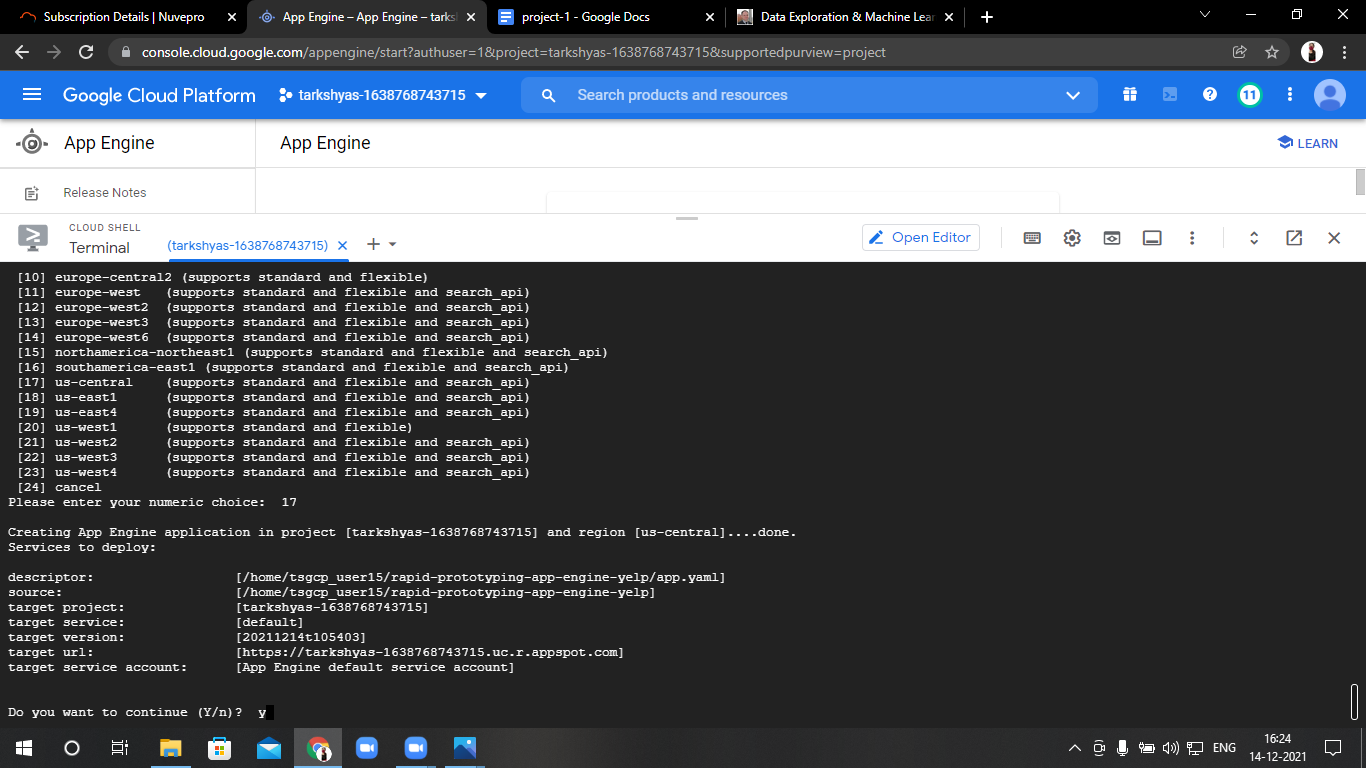 Subscription Details | Nuvepro
App Engine – App Engine – tarksh
project-1 - Google Docs
Data Exploration & Machine Lear
console.cloud.google.com/appengine/start?authuser=1&project=tarkshyas-1638768743715&supportedpurview=project
Google Cloud Platform
tarkshyas-1638768743715
Search products and resources
11
App Engine
App Engine
LEARN
Release Notes
CLOUD SHELL
Terminal
(tarkshyas-1638768743715)
Open Editor
[10] europe-central2 (supports standard and flexible)
[11] europe-west   (supports standard and flexible and search_api)
[12] europe-west2  (supports standard and flexible and search_api)
[13] europe-west3  (supports standard and flexible and search_api)
[14] europe-west6  (supports standard and flexible and search_api)
[15] northamerica-northeast1 (supports standard and flexible and search_api)
[16] southamerica-east1 (supports standard and flexible and search_api)
[17] us-central    (supports standard and flexible and search_api)
[18] us-east1      (supports standard and flexible and search_api)
[19] us-east4      (supports standard and flexible and search_api)
[20] us-west1      (supports standard and flexible)
[21] us-west2      (supports standard and flexible and search_api)
[22] us-west3      (supports standard and flexible and search_api)
[23] us-west4      (supports standard and flexible and search_api)
[24] cancel
Please enter your numeric choice:  17
Creating App Engine application in project [tarkshyas-1638768743715] and region [us-central]....done.
Services to deploy:
descriptor:                  [/home/tsgcp_user15/rapid-prototyping-app-engine-yelp/app.yaml]
source:                      [/home/tsgcp_user15/rapid-prototyping-app-engine-yelp]
target project:              [tarkshyas-1638768743715]
target service:              [default]
target version:              [20211214t105403]
target url:                  [https://tarkshyas-1638768743715.uc.r.appspot.com]
target service account:      [App Engine default service account]
Do you want to continue (Y/n)?  y
ENG
16:24
14-12-2021